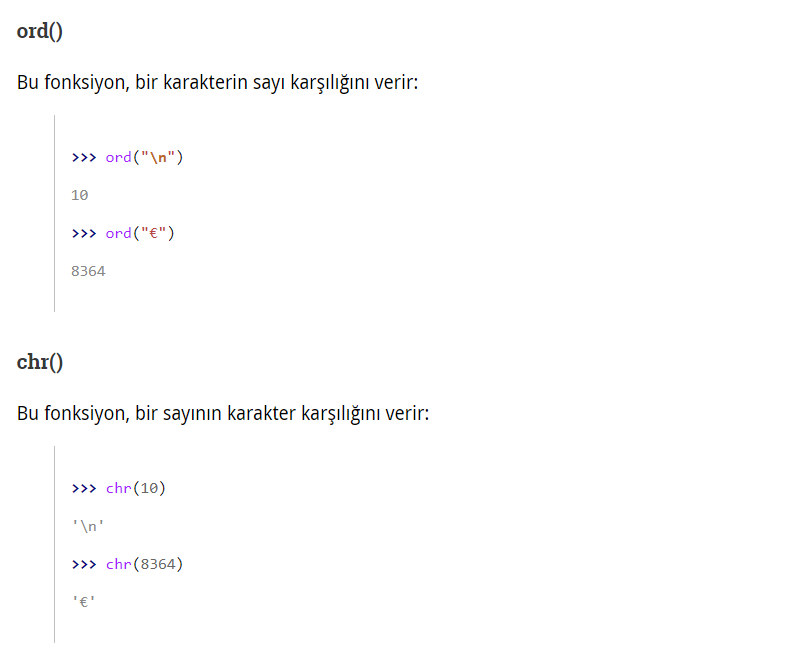 ord()
Bu fonksiyon, bir karakterin sayı karşılığını verir:
>>> ord("\n")
10
>>> ord("€")
8364
chr()
Bu fonksiyon, bir sayının karakter karşılığını verir:
>>> chr(10)
'\n'
>>> chr(8364)
'€'